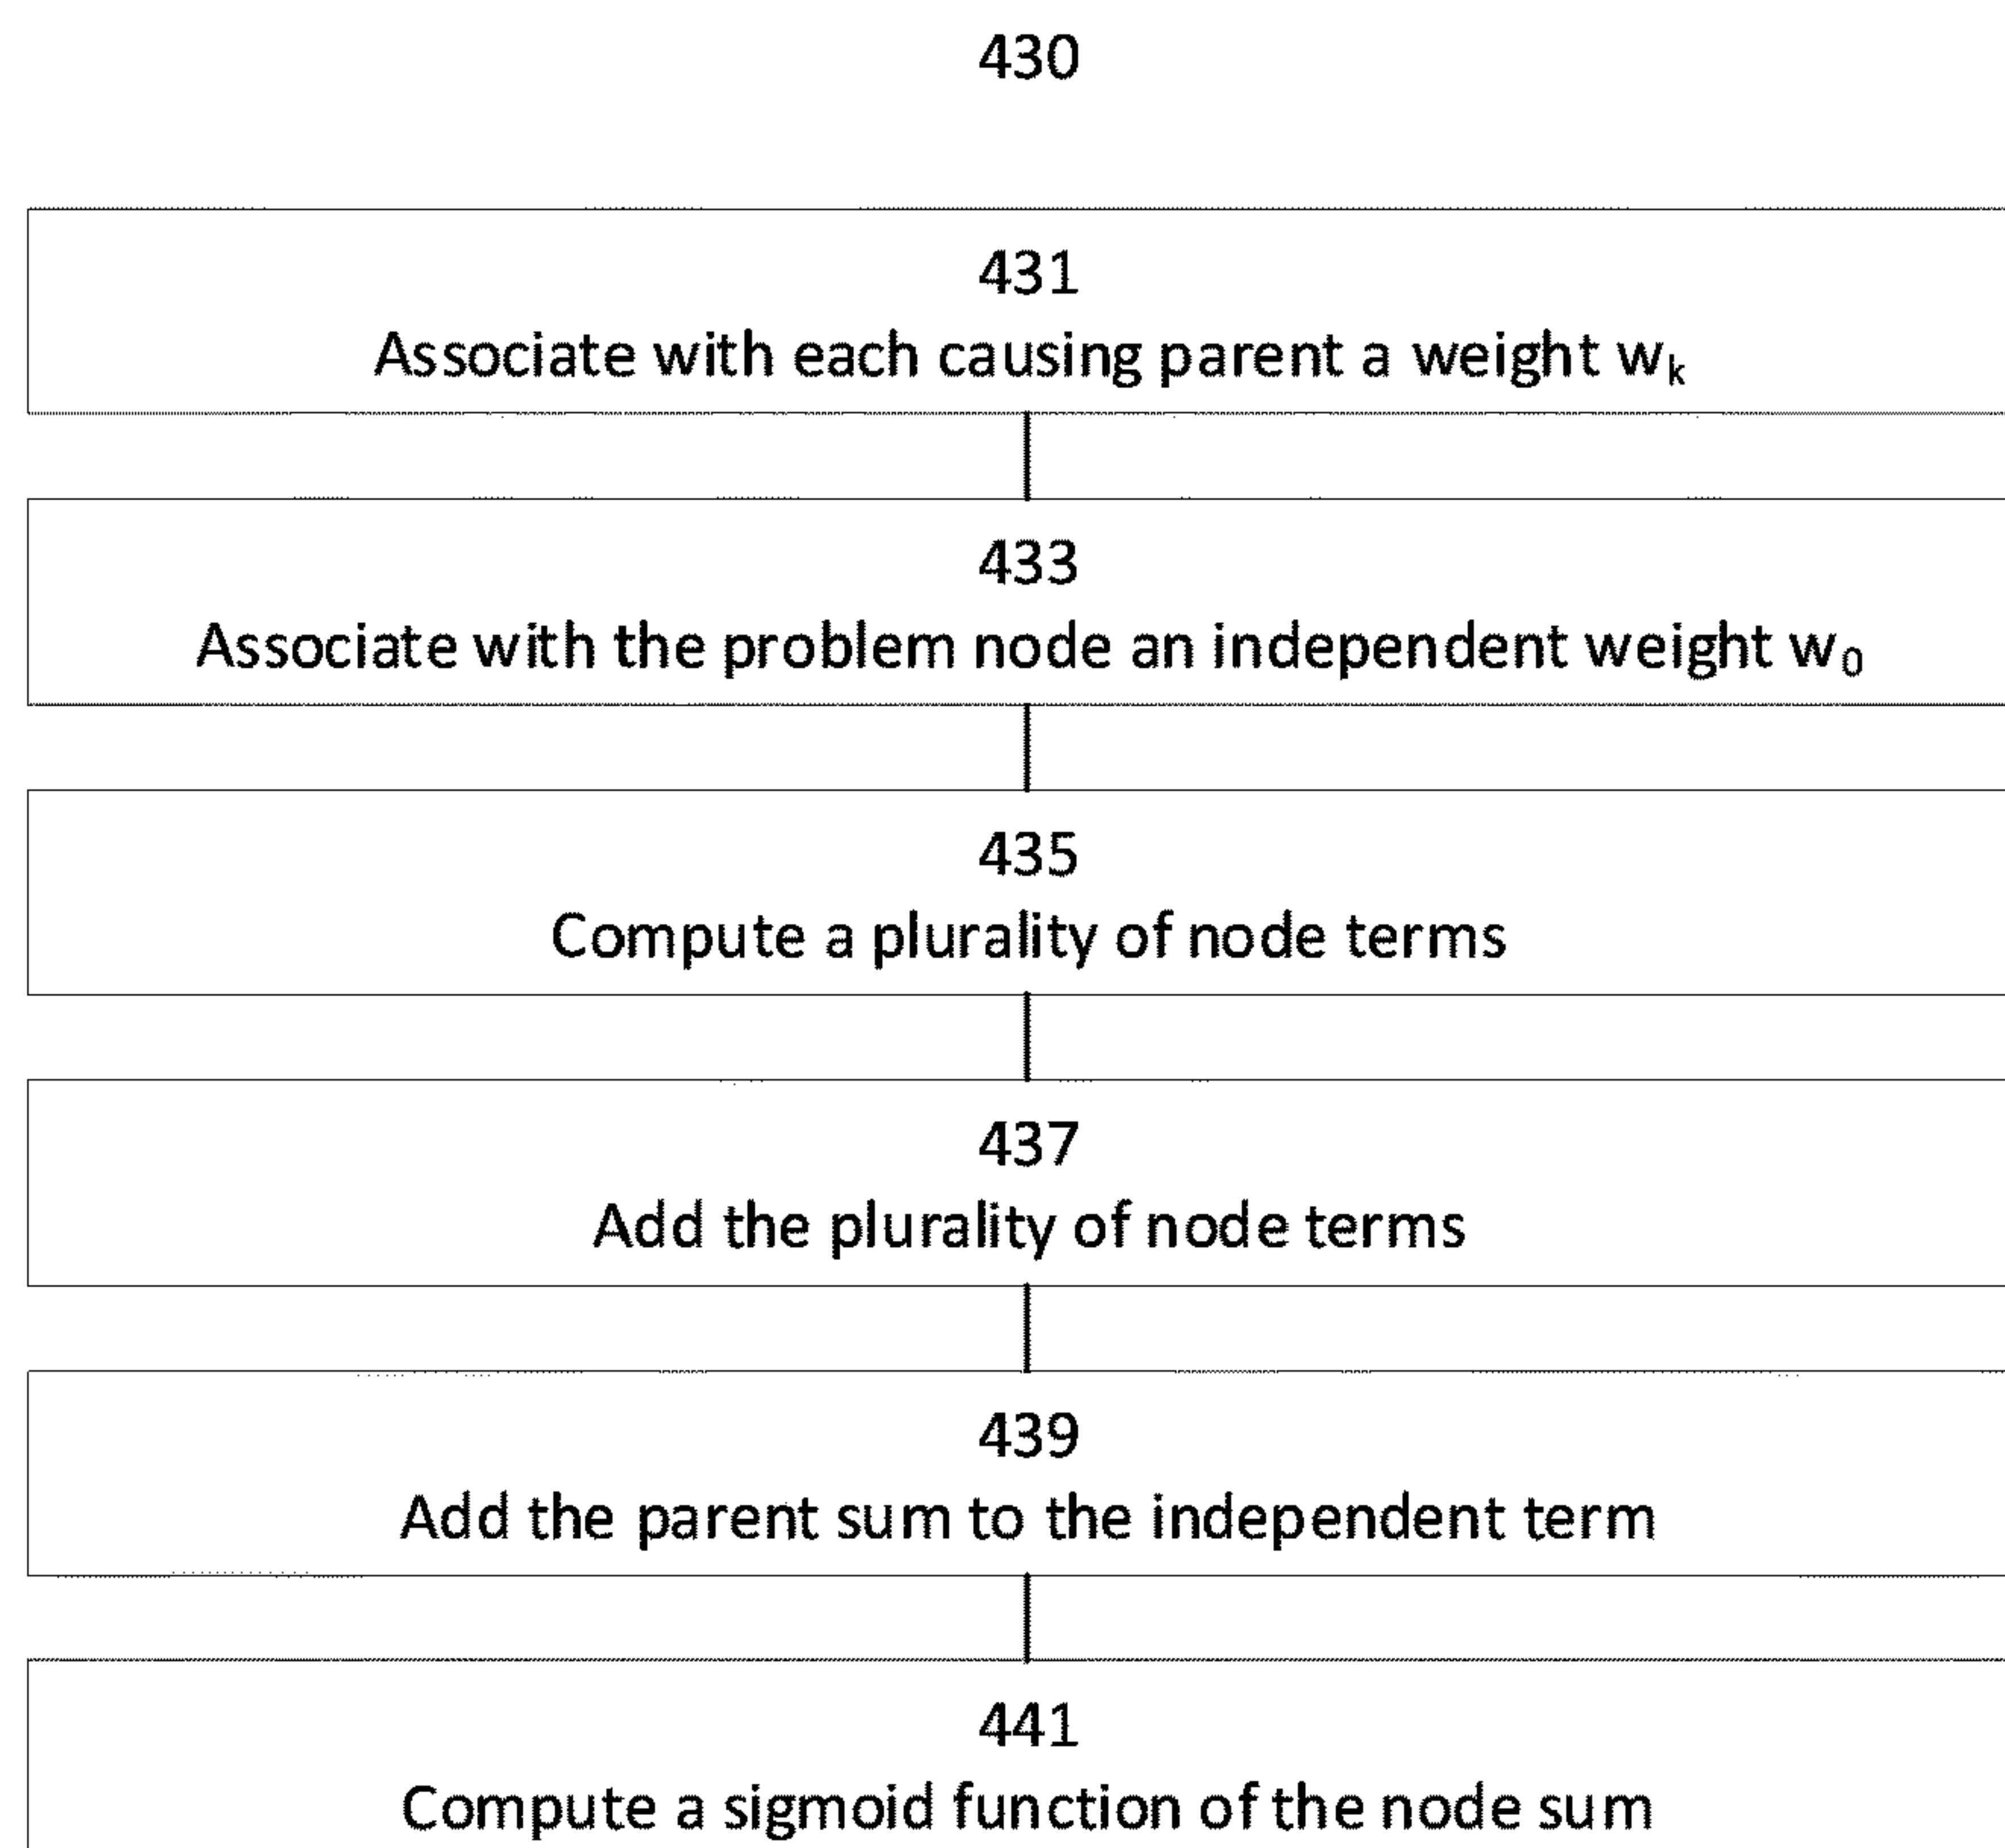 430
431
Associate with each causing parent a weight wₖ
433
Associate with the problem node an independent weight w₀
435
Compute a plurality of node terms
437
Add the plurality of node terms
439
Add the parent sum to the independent term
441
Compute a sigmoid function of the node sum